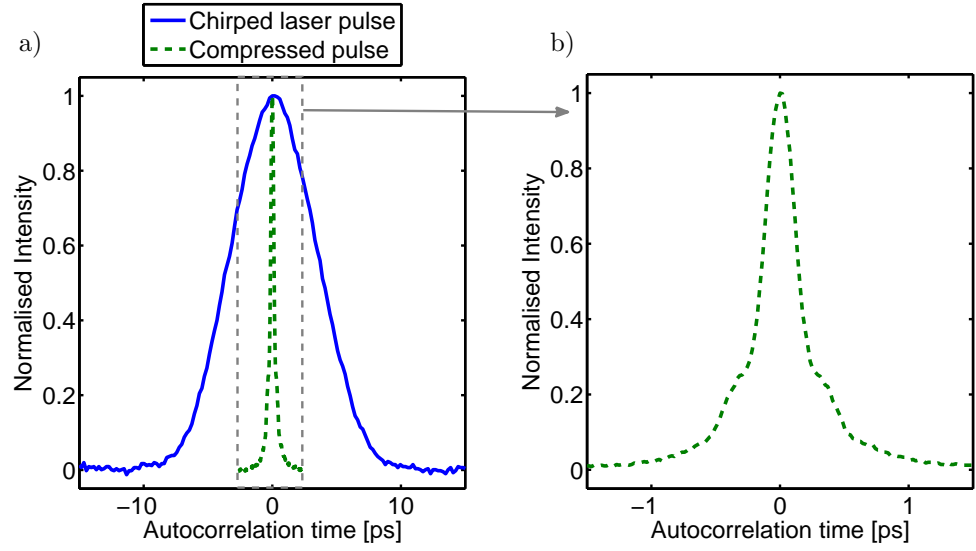 a)
Chirped laser pulse
Compressed pulse
b)
Normalised Intensity
1
0.8
0.6
0.4
0.2
0
−10 0 10
Autocorrelation time [ps]
Normalised Intensity
1
0.8
0.6
0.4
0.2
0
−1 0 1
Autocorrelation time [ps]